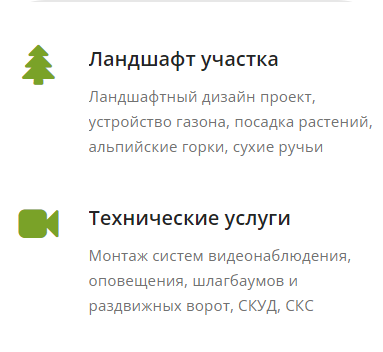 Ландшафт участка
Ландшафтный дизайн проект,
устройство газона, посадка растений,
альпийские горки, сухие ручьи
Технические услуги
Монтаж систем видеонаблюдения,
оповещения, шлагбаумов и
раздвижных ворот, СКУД, СКС